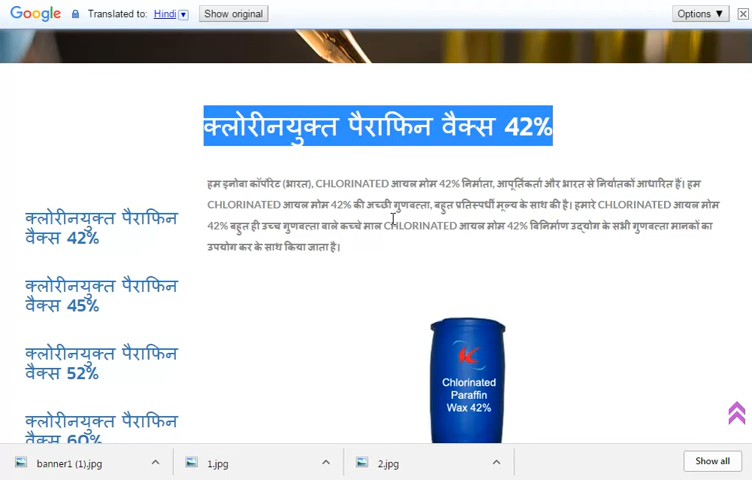 Google Translated to: Hindi Show original Options ▼
क्लोरीनयुक्त पैराफिन वैक्स 42%
हम इनोवा कॉर्पोरेट (भारत), CHLORINATED आयल मोम 42% निर्माता, आपूर्तिकर्ता और भारत से निर्यातकों आधारित हैं। हम
CHLORINATED आयल मोम 42% की अच्छी गुणवत्ता, बहुत प्रतिस्पर्धी मूल्य के साथ की है। हमारे CHLORINATED आयल मोम
42% बहुत ही उच्च गुणवत्ता वाले कच्चे माल CHLORINATED आयल मोम 42% विनिर्माण उद्योग के सभी गुणवत्ता मानकों का
उपयोग कर के साथ किया जाता है।
क्लोरीनयुक्त पैराफिन
वैक्स 42%
क्लोरीनयुक्त पैराफिन
वैक्स 45%
क्लोरीनयुक्त पैराफिन
वैक्स 52%
क्लोरीनयुक्त पैराफिन
वैक्स 60%
Chlorinated
Paraffin
Wax 42%
banner1 (1).jpg 1.jpg 2.jpg Show all